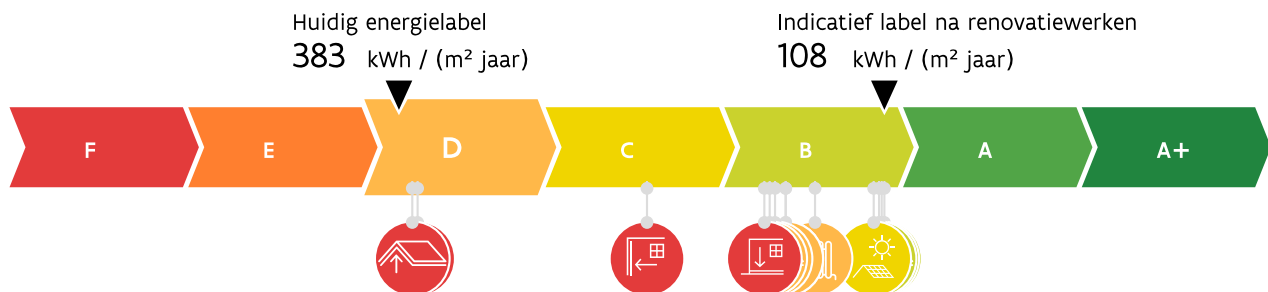 Huidig energielabel
383 kWh / (m² jaar)
Indicatief label na renovatiewerken
108 kWh / (m² jaar)
F E D C B A A+